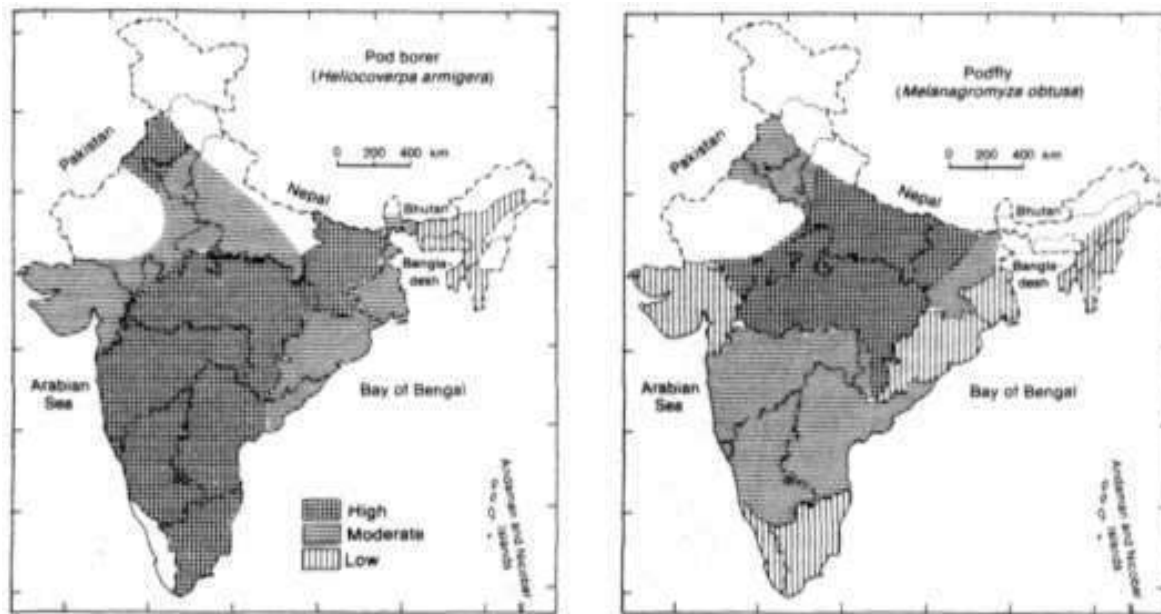 Pod borer
(Heliocoverpa armigera)
Pakistan
0 200 400 km
Nepal
Bhutan
Bangla
desh
Arabian
Sea
Bay of Bengal
High
Moderate
Low
Andaman and Nicobar
Islands
Podfly
(Melanagromyza obtusa)
Pakistan
0 200 400 km
Nepal
Bhutan
Bangla
desh
Arabian
Sea
Bay of Bengal
Andaman and Nicobar
Islands